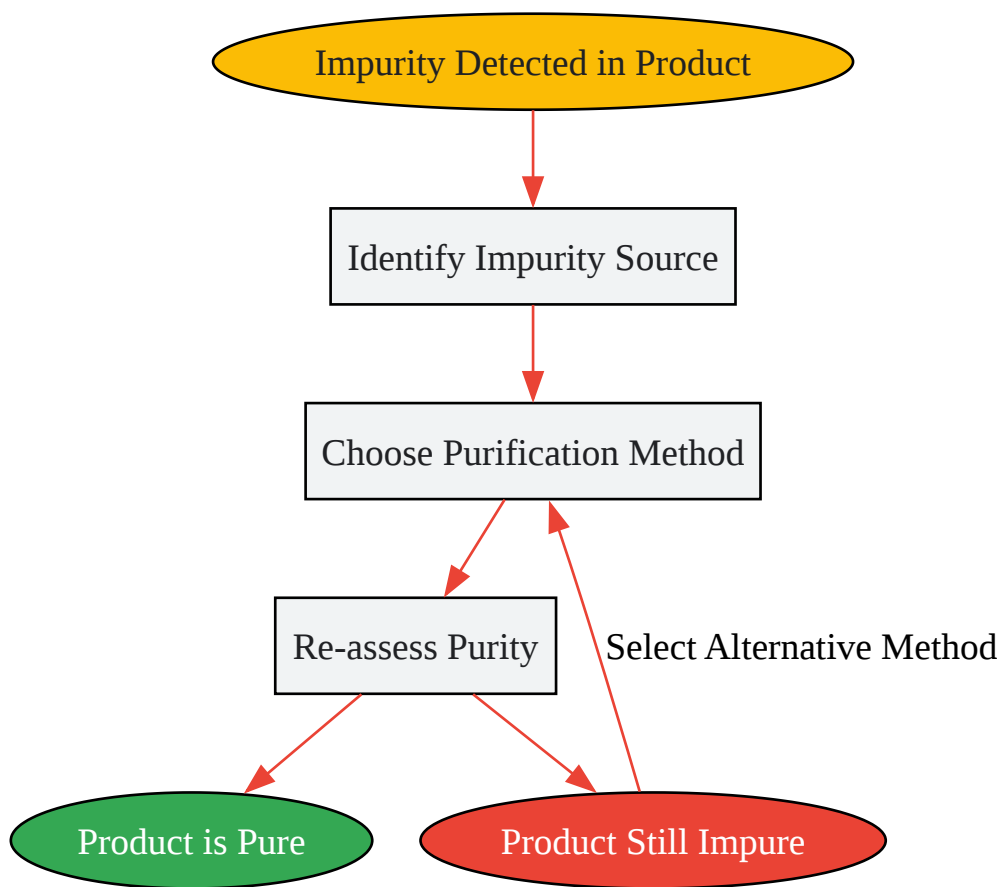 Impurity Detected in Product
Identify Impurity Source
Choose Purification Method
Re-assess Purity
Select Alternative Method
Product is Pure
Product Still Impure